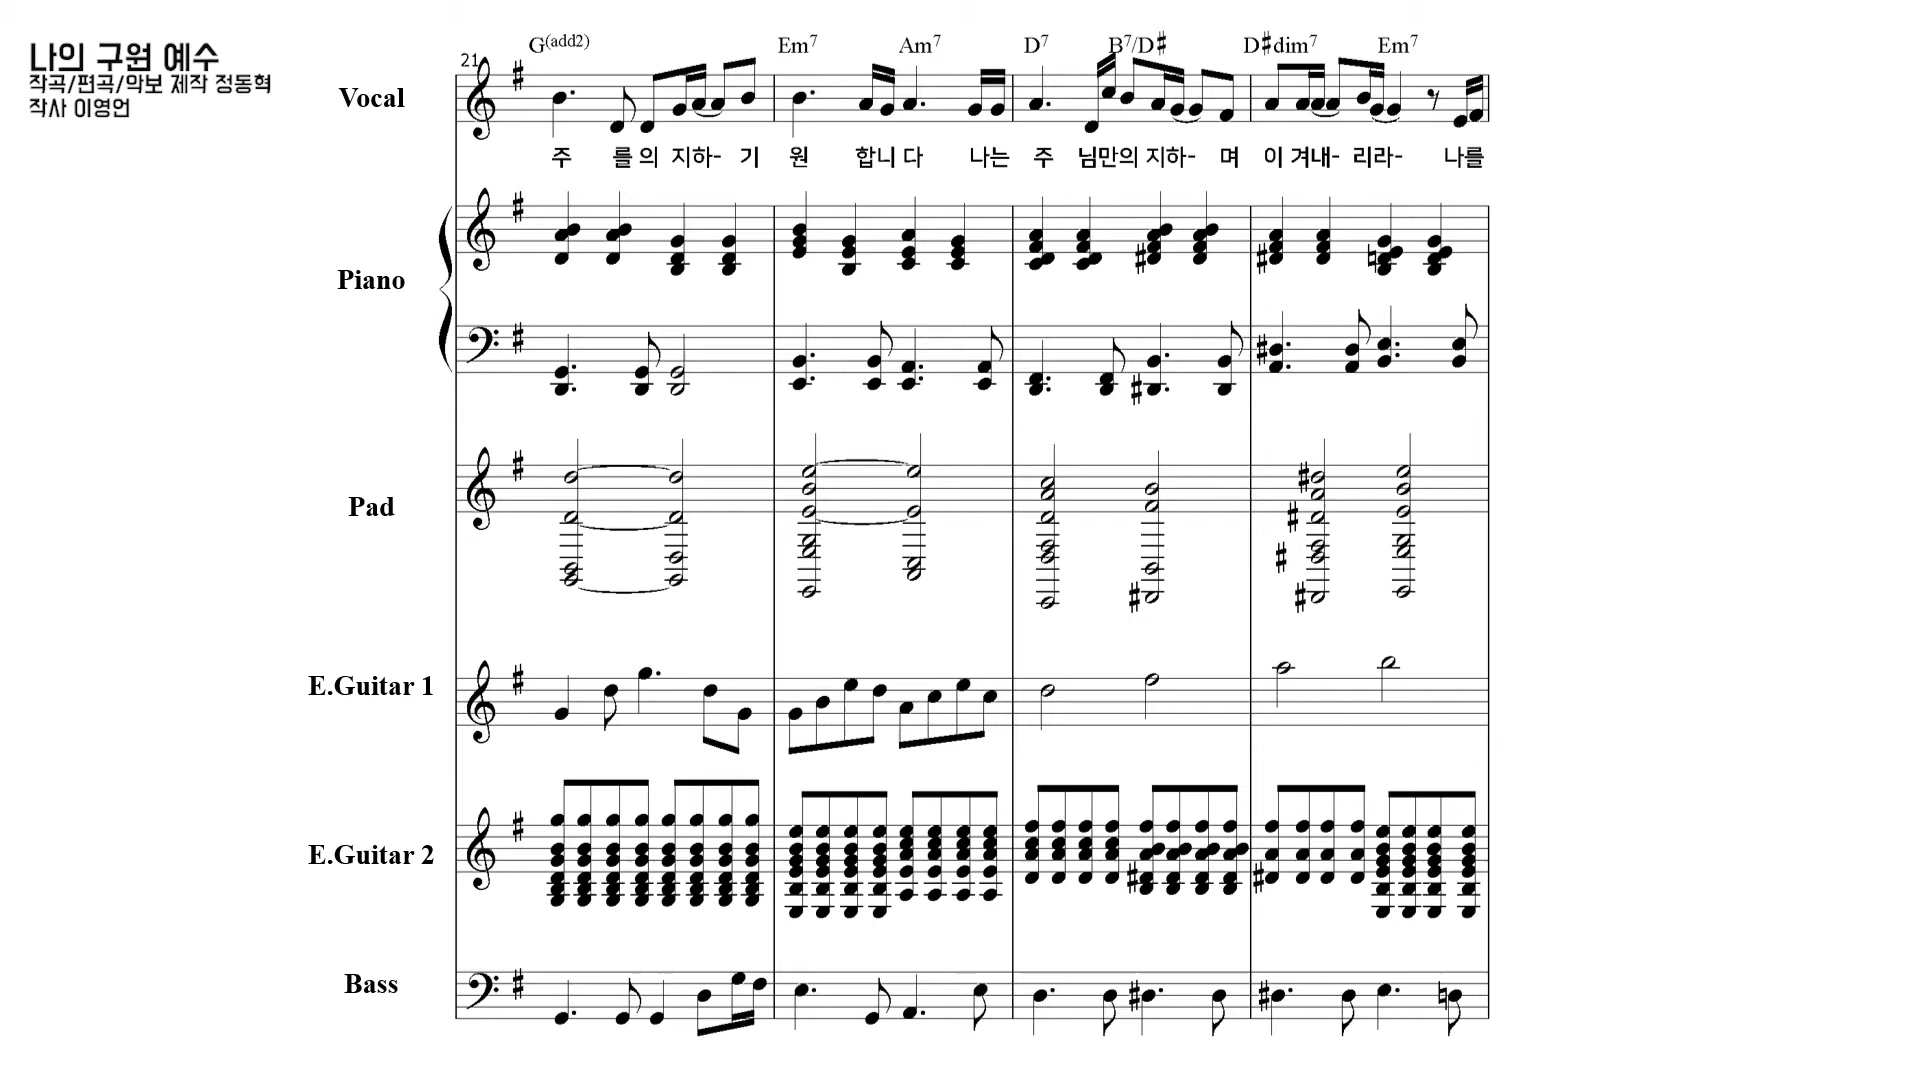 나의 구원 예수
작곡/편곡/악보 제작 정동혁
작사 이영언
G(add2) Em7 Am7 D7 B7/D♯ D♯dim7 Em7
21
Vocal
주 를 의 지하- 기 원 합니 다 나는 주 님만의 지하- 며 이 겨내- 리라- 나를
Piano
Pad
E.Guitar 1
E.Guitar 2
Bass